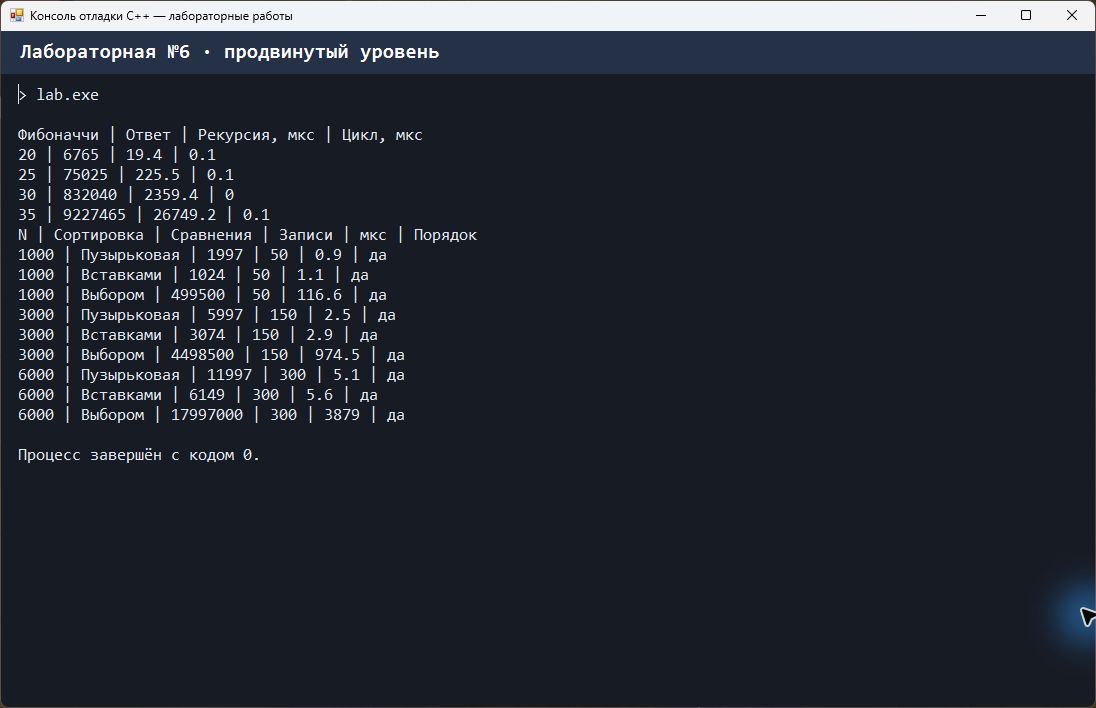 Консоль отладки C++ — лабораторные работы
Лабораторная №6 · продвинутый уровень
> lab.exe
Фибоначчи | Ответ | Рекурсия, мкс | Цикл, мкс
20 | 6765 | 19.4 | 0.1
25 | 75025 | 225.5 | 0.1
30 | 832040 | 2359.4 | 0
35 | 9227465 | 26749.2 | 0.1
N | Сортировка | Сравнения | Записи | мкс | Порядок
1000 | Пузырьковая | 1997 | 50 | 0.9 | да
1000 | Вставками | 1024 | 50 | 1.1 | да
1000 | Выбором | 499500 | 50 | 116.6 | да
3000 | Пузырьковая | 5997 | 150 | 2.5 | да
3000 | Вставками | 3074 | 150 | 2.9 | да
3000 | Выбором | 4498500 | 150 | 974.5 | да
6000 | Пузырьковая | 11997 | 300 | 5.1 | да
6000 | Вставками | 6149 | 300 | 5.6 | да
6000 | Выбором | 17997000 | 300 | 3879 | да
Процесс завершён с кодом 0.